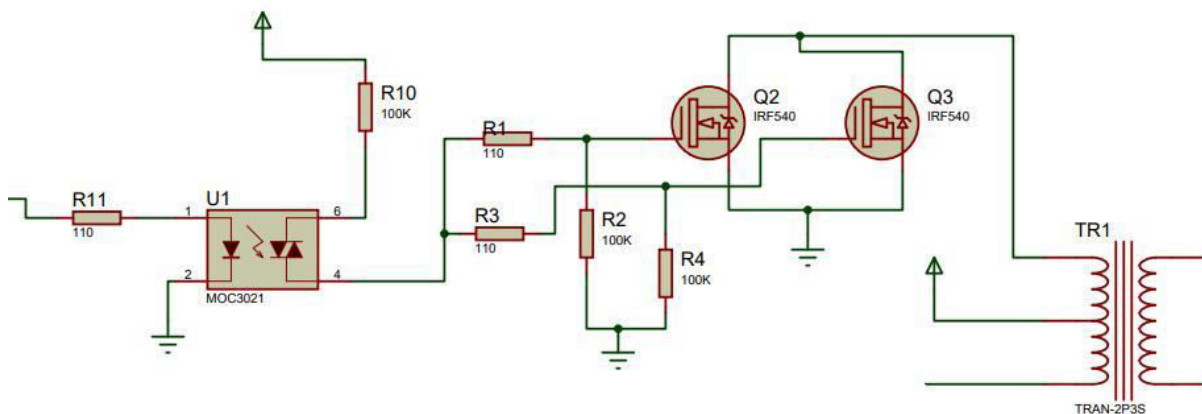 R10
100K
Q2
IRF540
Q3
IRF540
R1
110
R11
110
U1
1
6
2
4
MOC3021
R3
110
R2
100K
R4
100K
TR1
TRAN-2P3S